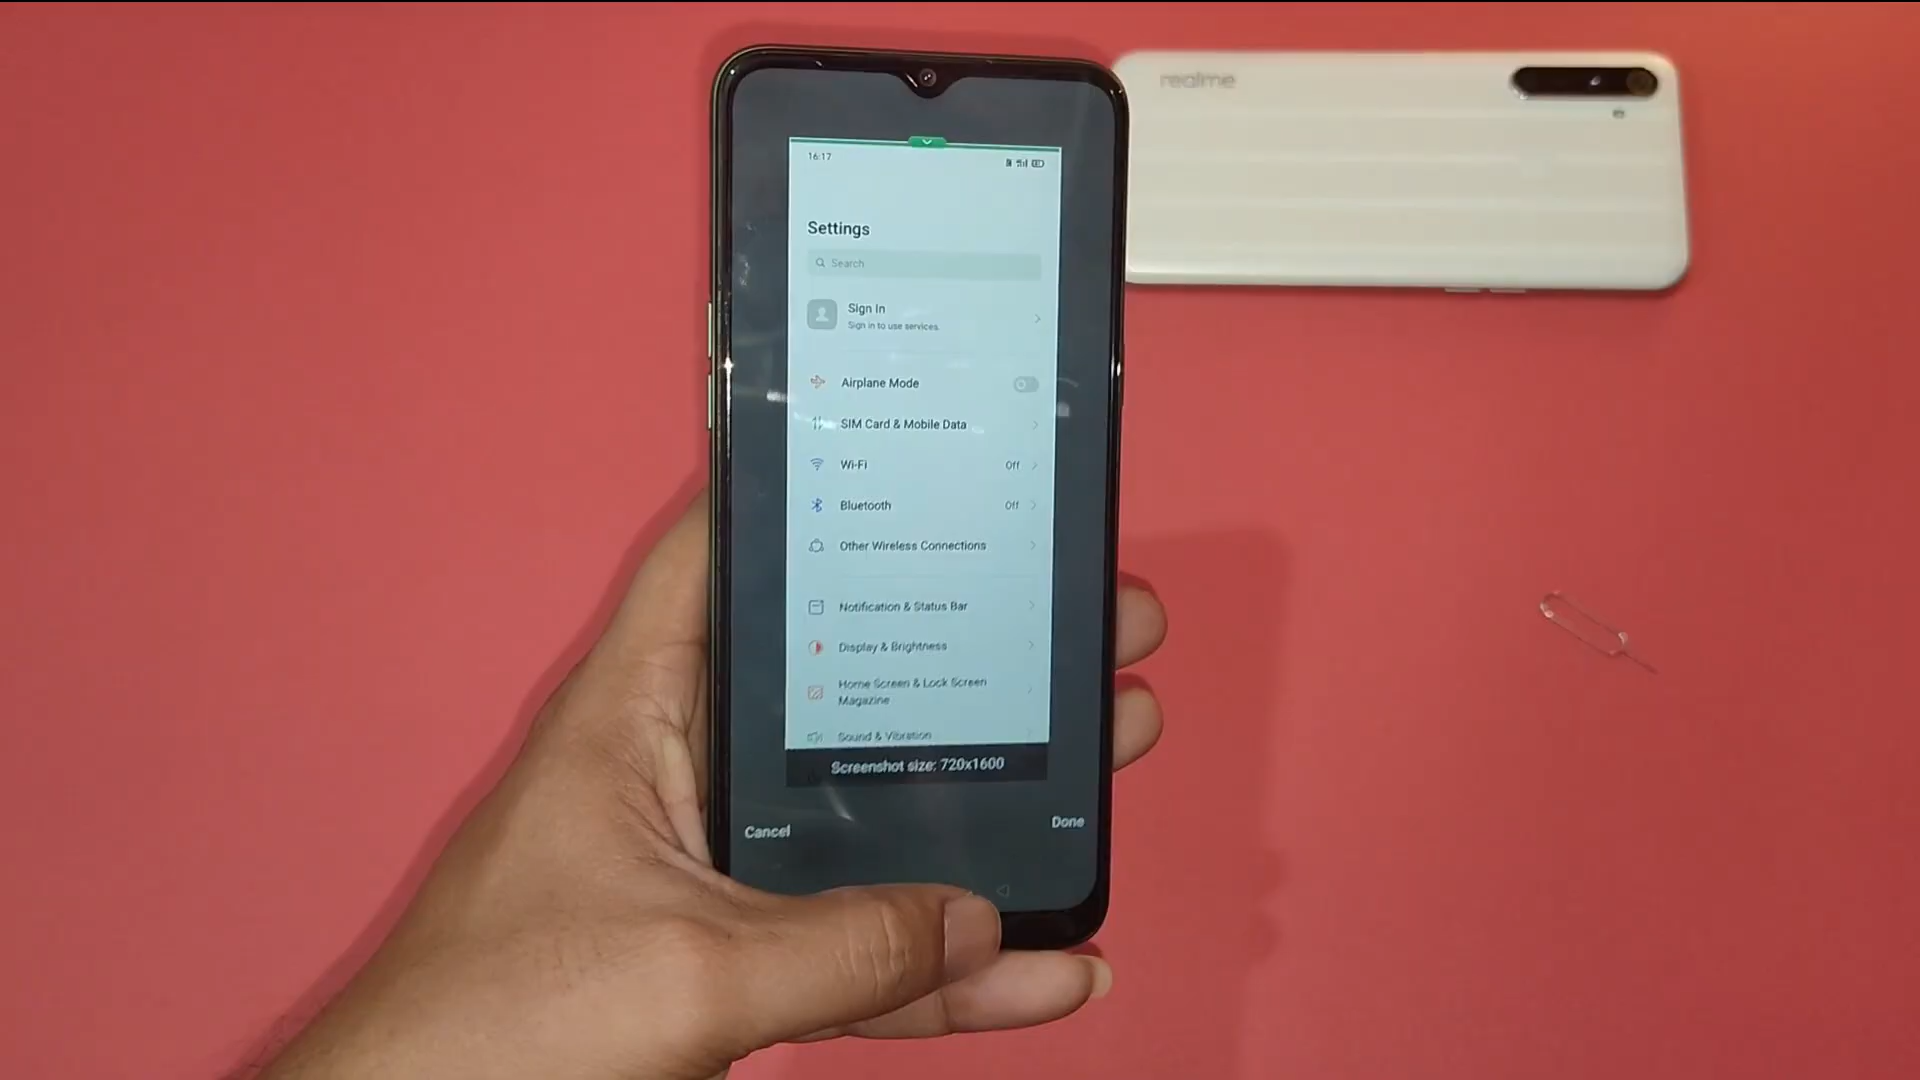 realme
16:17
Settings
Search
Sign In
Sign in to use services.
Airplane Mode
SIM Card & Mobile Data
Wi-Fi Off
Bluetooth Off
Other Wireless Connections
Notification & Status Bar
Display & Brightness
Home Screen & Lock Screen
Magazine
Sound & Vibration
Screenshot size: 720x1600
Cancel Done